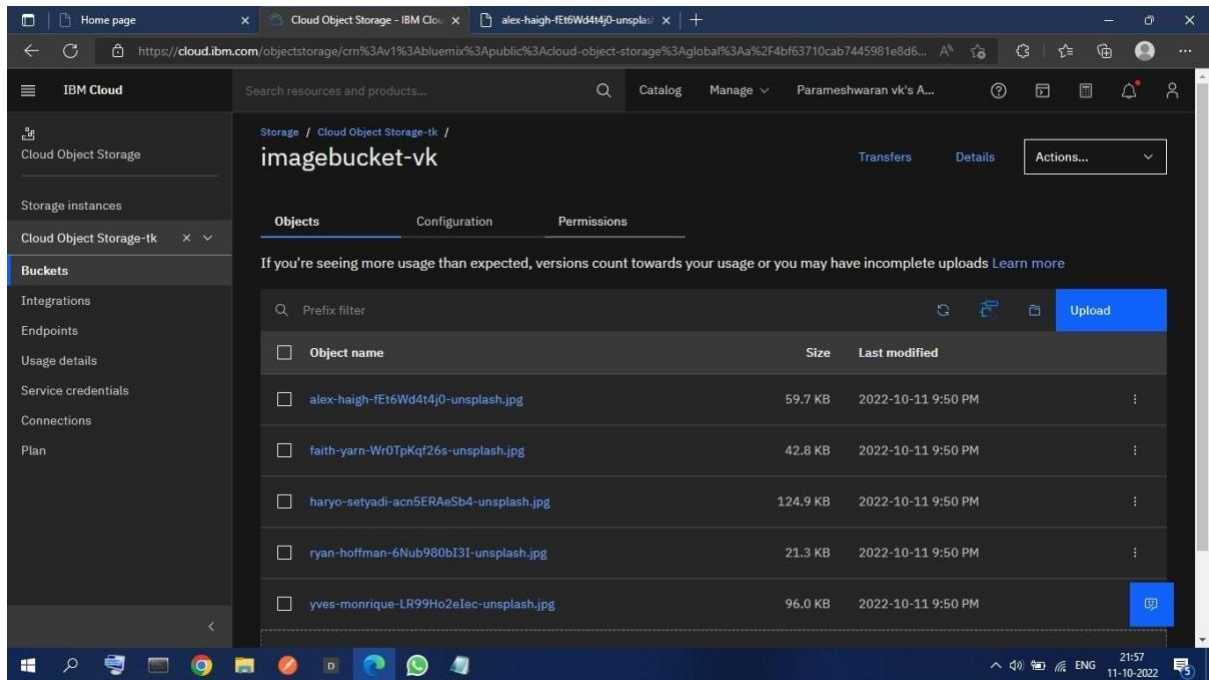 Home page
Cloud Object Storage - IBM Clou
alex-haigh-fEt6Wd4t4j0-unsplas
https://cloud.ibm.com/objectstorage/crn%3Av1%3Abluemix%3Apublic%3Acloud-object-storage%3Aglobal%3Aa%2F4bf63710cab7445981e8d6...
IBM Cloud
Search resources and products...
Catalog
Manage
Parameshwaran vk's A...
Cloud Object Storage
Storage instances
Cloud Object Storage-tk
Buckets
Integrations
Endpoints
Usage details
Service credentials
Connections
Plan
Storage / Cloud Object Storage-tk /
imagebucket-vk
Transfers
Details
Actions...
Objects
Configuration
Permissions
If you're seeing more usage than expected, versions count towards your usage or you may have incomplete uploads Learn more
Prefix filter
Upload
Object name Size Last modified
alex-haigh-fEt6Wd4t4j0-unsplash.jpg 59.7 KB 2022-10-11 9:50 PM
faith-yarn-Wr0TpKqf26s-unsplash.jpg 42.8 KB 2022-10-11 9:50 PM
haryo-setyadi-acn5ERAeSb4-unsplash.jpg 124.9 KB 2022-10-11 9:50 PM
ryan-hoffman-6Nub980bI3I-unsplash.jpg 21.3 KB 2022-10-11 9:50 PM
yves-monrique-LR99Ho2eIec-unsplash.jpg 96.0 KB 2022-10-11 9:50 PM
ENG
21:57
11-10-2022
5